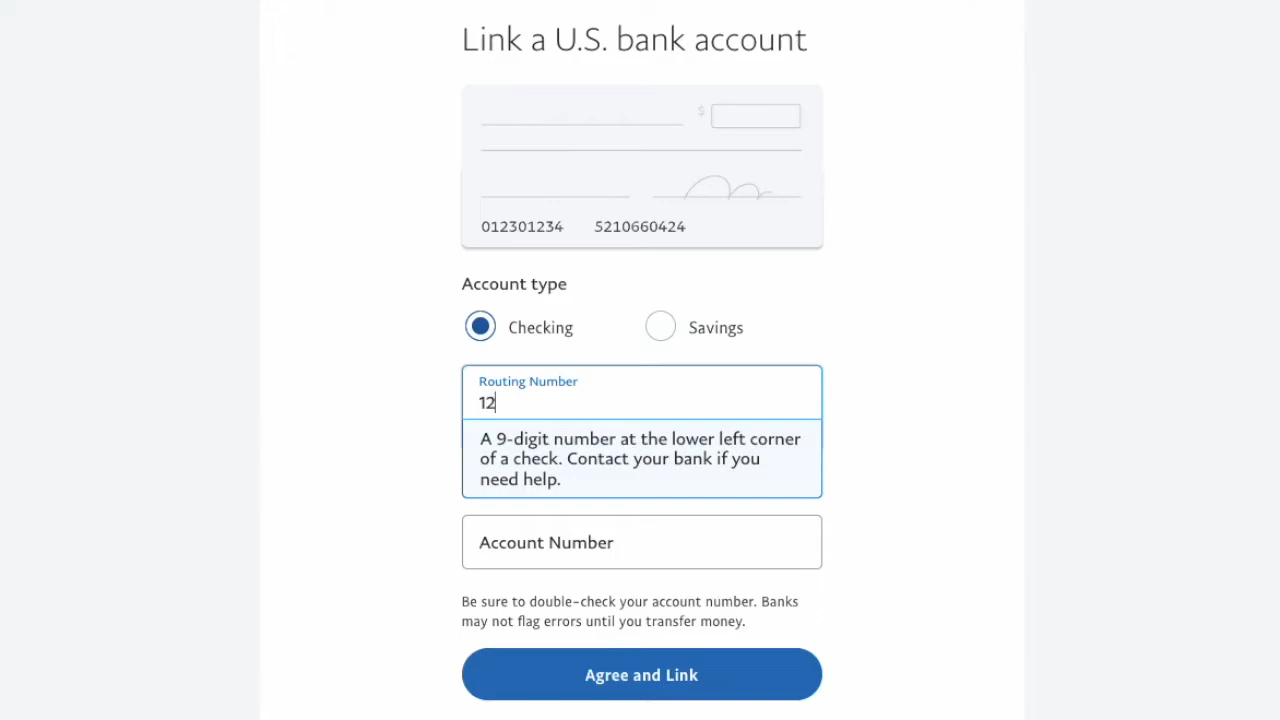 Link a U.S. bank account
$
012301234 5210660424
Account type
Checking Savings
Routing Number
12
A 9-digit number at the lower left corner
of a check. Contact your bank if you
need help.
Account Number
Be sure to double-check your account number. Banks
may not flag errors until you transfer money.
Agree and Link